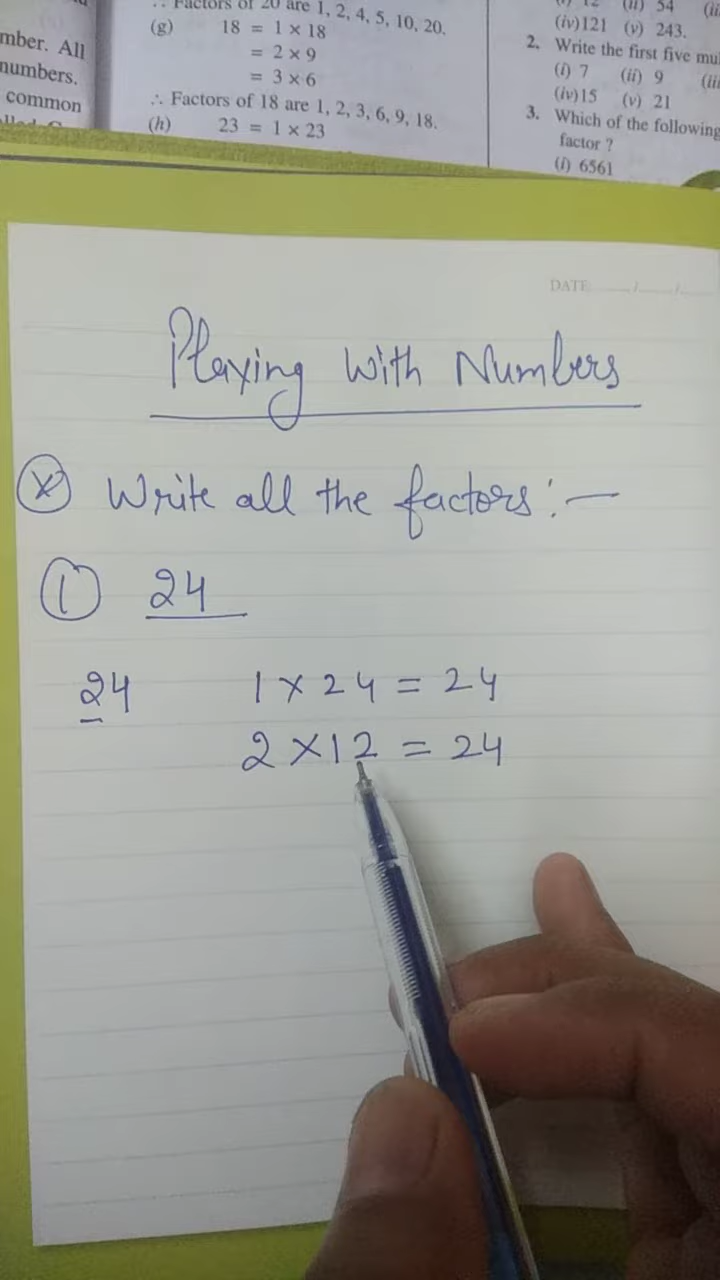 ∴ Factors of 20 are 1, 2, 4, 5, 10, 20.
(g) 18 = 1 × 18
= 2 × 9
= 3 × 6
∴ Factors of 18 are 1, 2, 3, 6, 9, 18.
(h) 23 = 1 × 23
mber. All
numbers.
common
(ii) 54
(iv) 121 (v) 243.
2. Write the first five mu
(i) 7 (ii) 9 (iii
(iv) 15 (v) 21
3. Which of the following
factor ?
(i) 6561
DATE
Playing With Numbers
Write all the factors :—
1 24
24 1 × 24 = 24
2 × 12 = 24